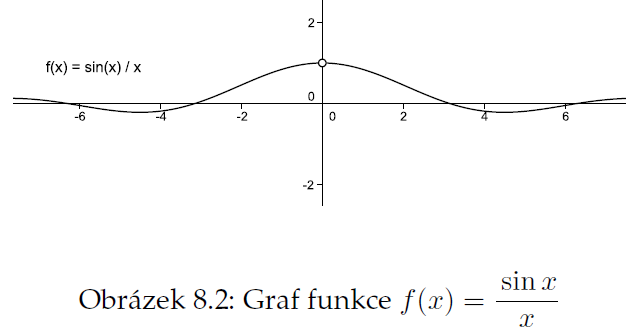 2
f(x) = sin(x) / x
0
-6 -4 -2 0 2 4 6
-2
Obrázek 8.2: Graf funkce f(x) = sin x / x